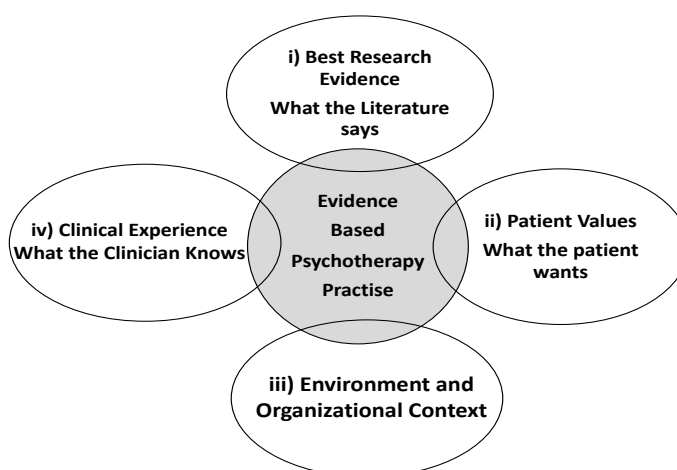 i) Best Research
Evidence
What the Literature
says
iv) Clinical Experience
What the Clinician Knows
Evidence
Based
Psychotherapy
Practise
ii) Patient Values
What the patient
wants
iii) Environment and
Organizational Context